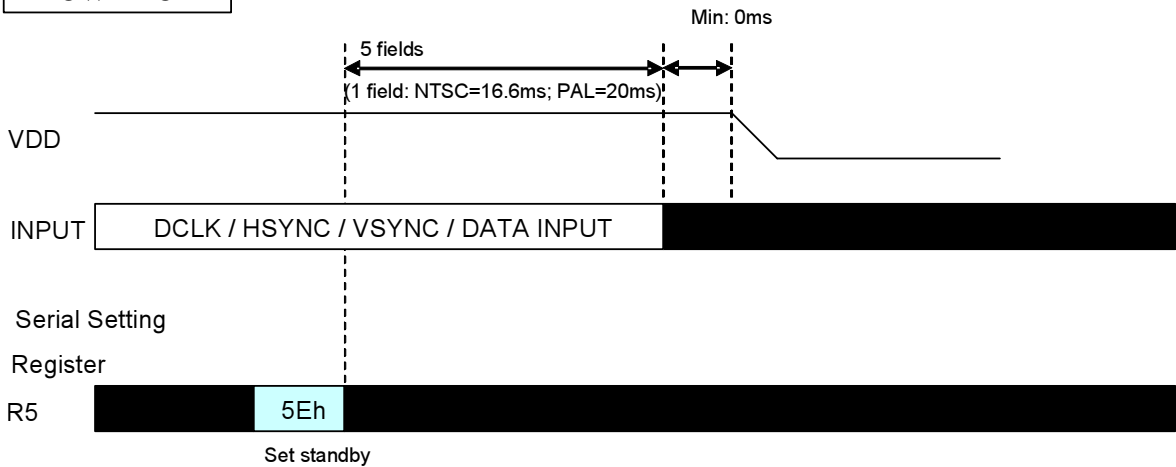 Min: 0ms
5 fields
(1 field: NTSC=16.6ms; PAL=20ms)
VDD
INPUT
DCLK / HSYNC / VSYNC / DATA INPUT
Serial Setting
Register
R5
5Eh
Set standby